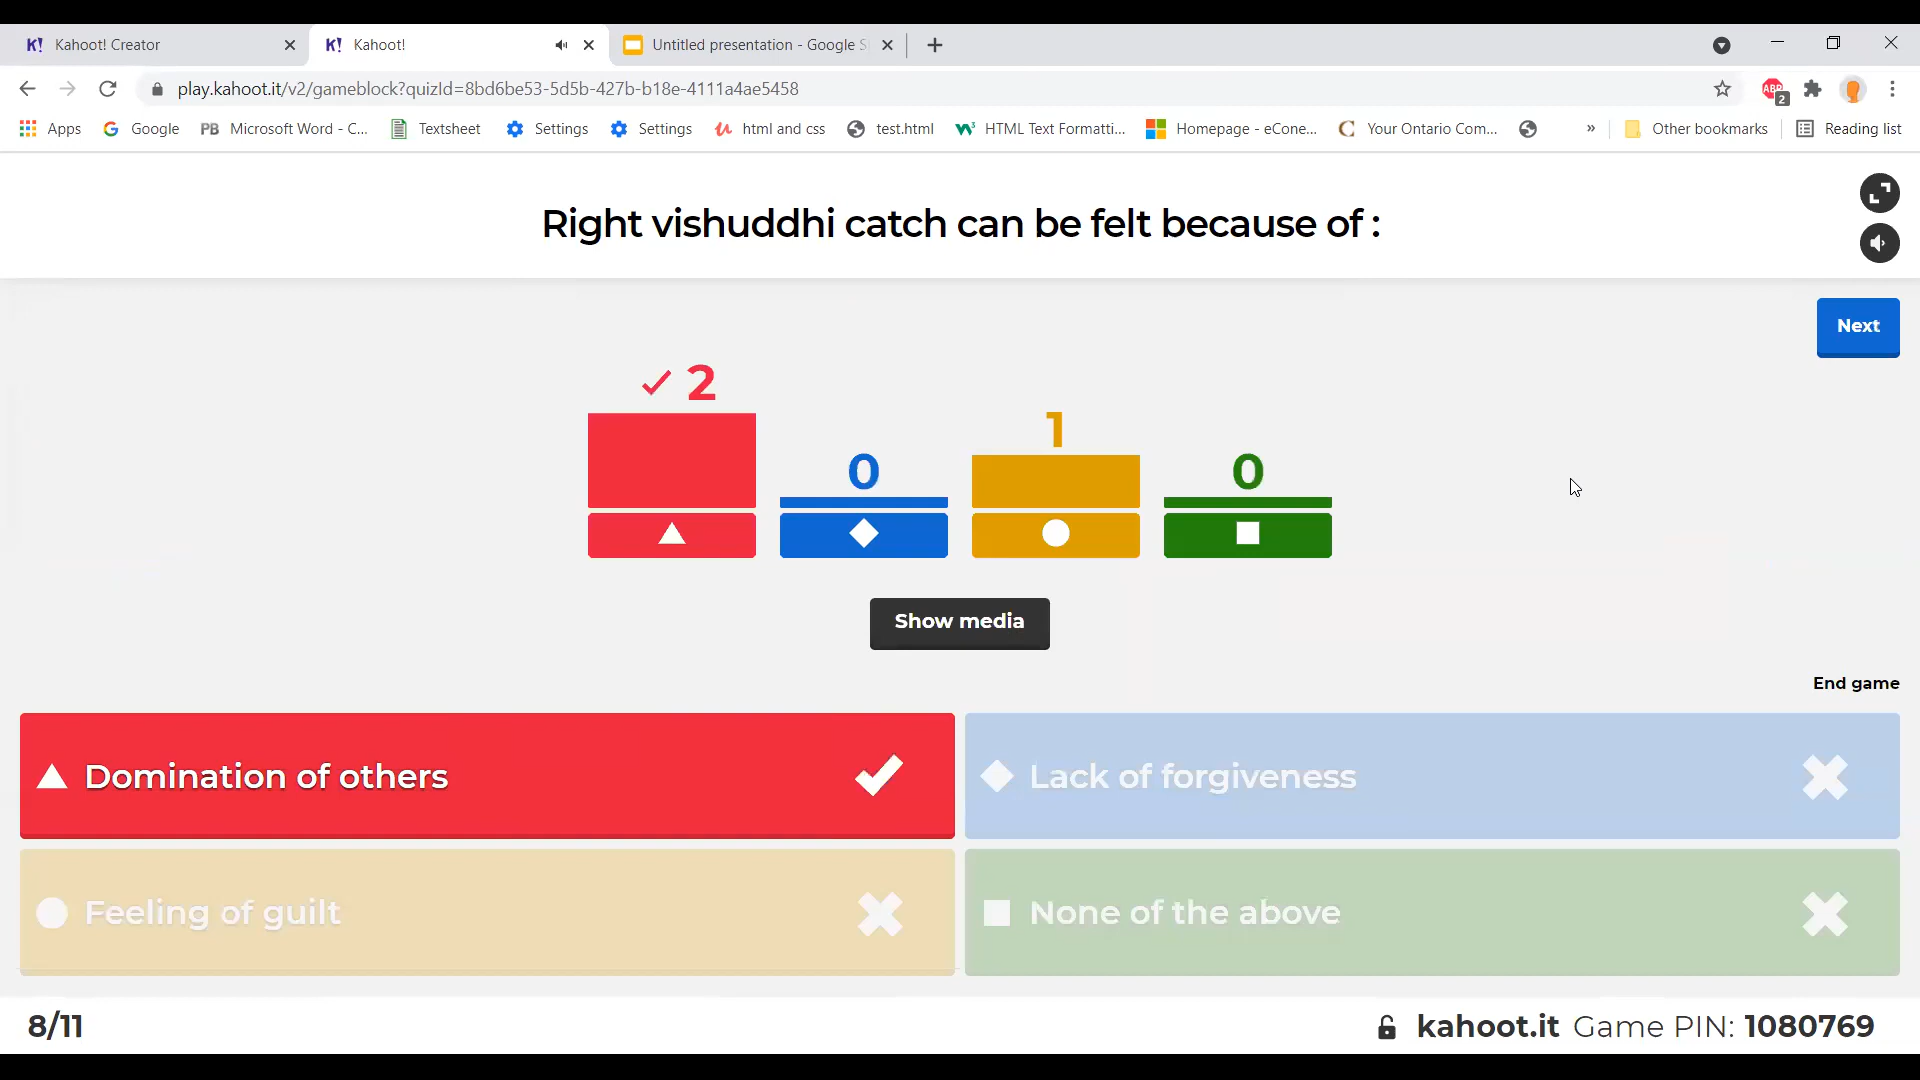 Kahoot! Creator
Kahoot!
Untitled presentation - Google S
play.kahoot.it/v2/gameblock?quizId=8bd6be53-5d5b-427b-b18e-4111a4ae5458
ABP
2
Apps
Google
PB Microsoft Word - C...
Textsheet
Settings
Settings
html and css
test.html
HTML Text Formatti...
Homepage - eCone...
Your Ontario Com...
»
Other bookmarks
Reading list
Right vishuddhi catch can be felt because of :
Next
2
0
1
0
Show media
End game
Domination of others
Lack of forgiveness
Feeling of guilt
None of the above
8/11
kahoot.it Game PIN: 1080769